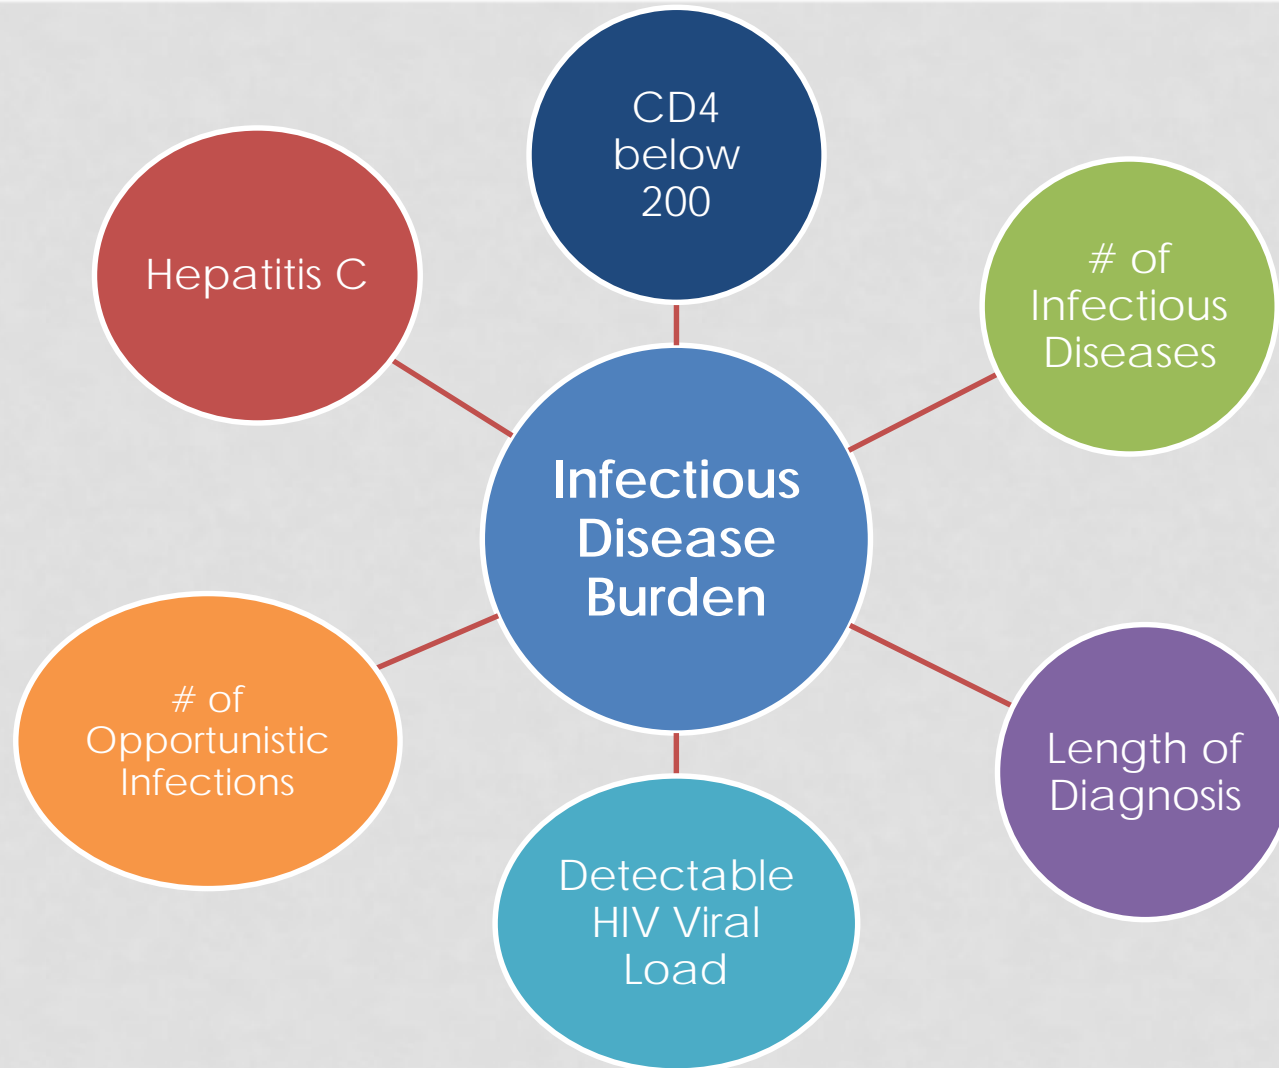 CD4
below
200
Hepatitis C
# of
Infectious
Diseases
Infectious
Disease
Burden
# of
Opportunistic
Infections
Length of
Diagnosis
Detectable
HIV Viral
Load